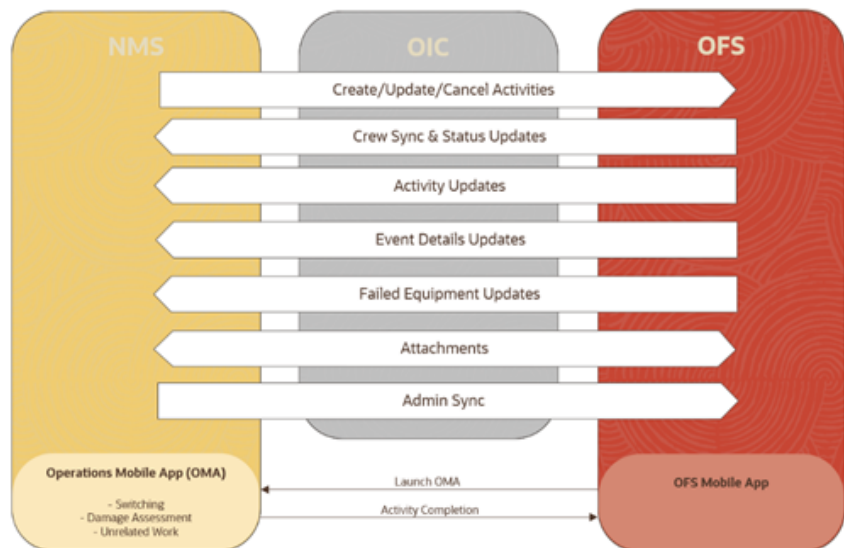 NMS
OIC
OFS
Create/Update/Cancel Activities
Crew Sync & Status Updates
Activity Updates
Event Details Updates
Failed Equipment Updates
Attachments
Admin Sync
Operations Mobile App (OMA)
- Switching
- Damage Assessment
- Unrelated Work
Launch OMA
Activity Completion
OFS Mobile App